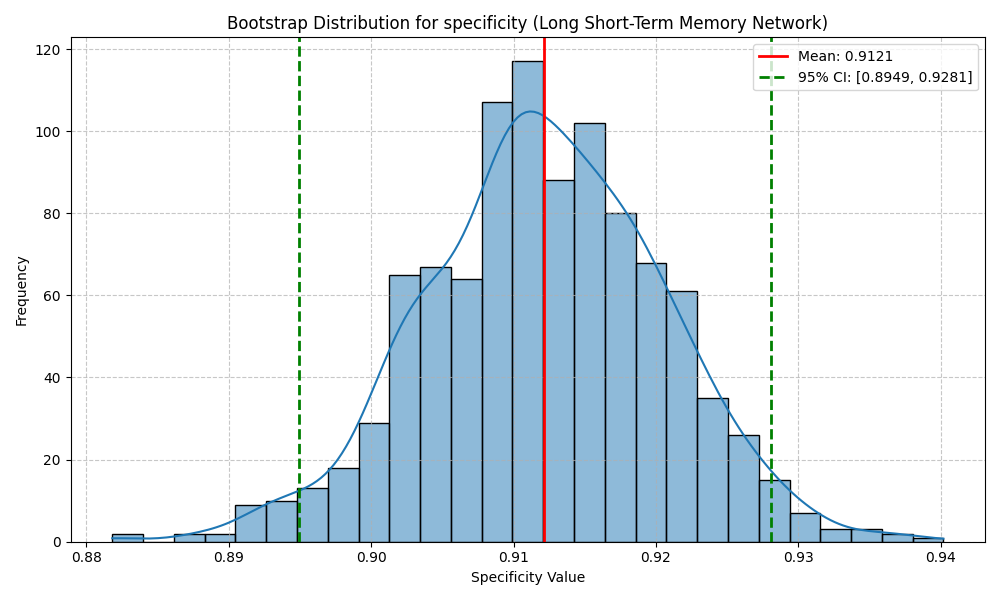 Bootstrap Distribution for specificity (Long Short-Term Memory Network)
Mean: 0.9121
95% CI: [0.8949, 0.9281]
Frequency
120
100
80
60
40
20
0
0.88 0.89 0.90 0.91 0.92 0.93 0.94
Specificity Value